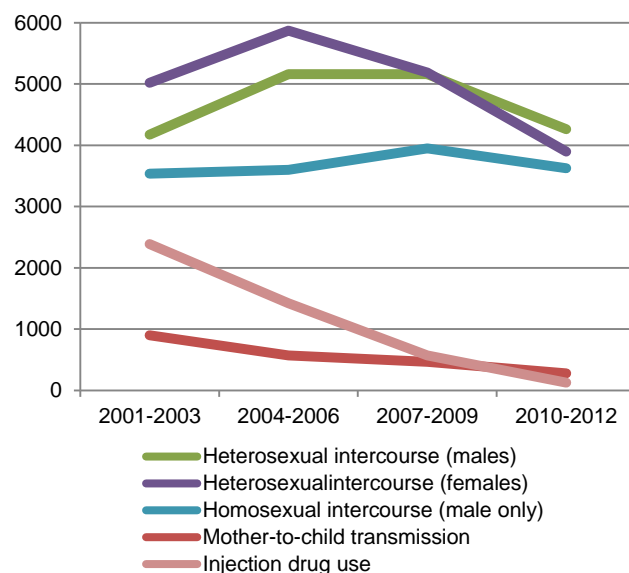 6000
5000
4000
3000
2000
1000
0
2001-2003 2004-2006 2007-2009 2010-2012
Heterosexual intercourse (males)
Heterosexualintercourse (females)
Homosexual intercourse (male only)
Mother-to-child transmission
Injection drug use